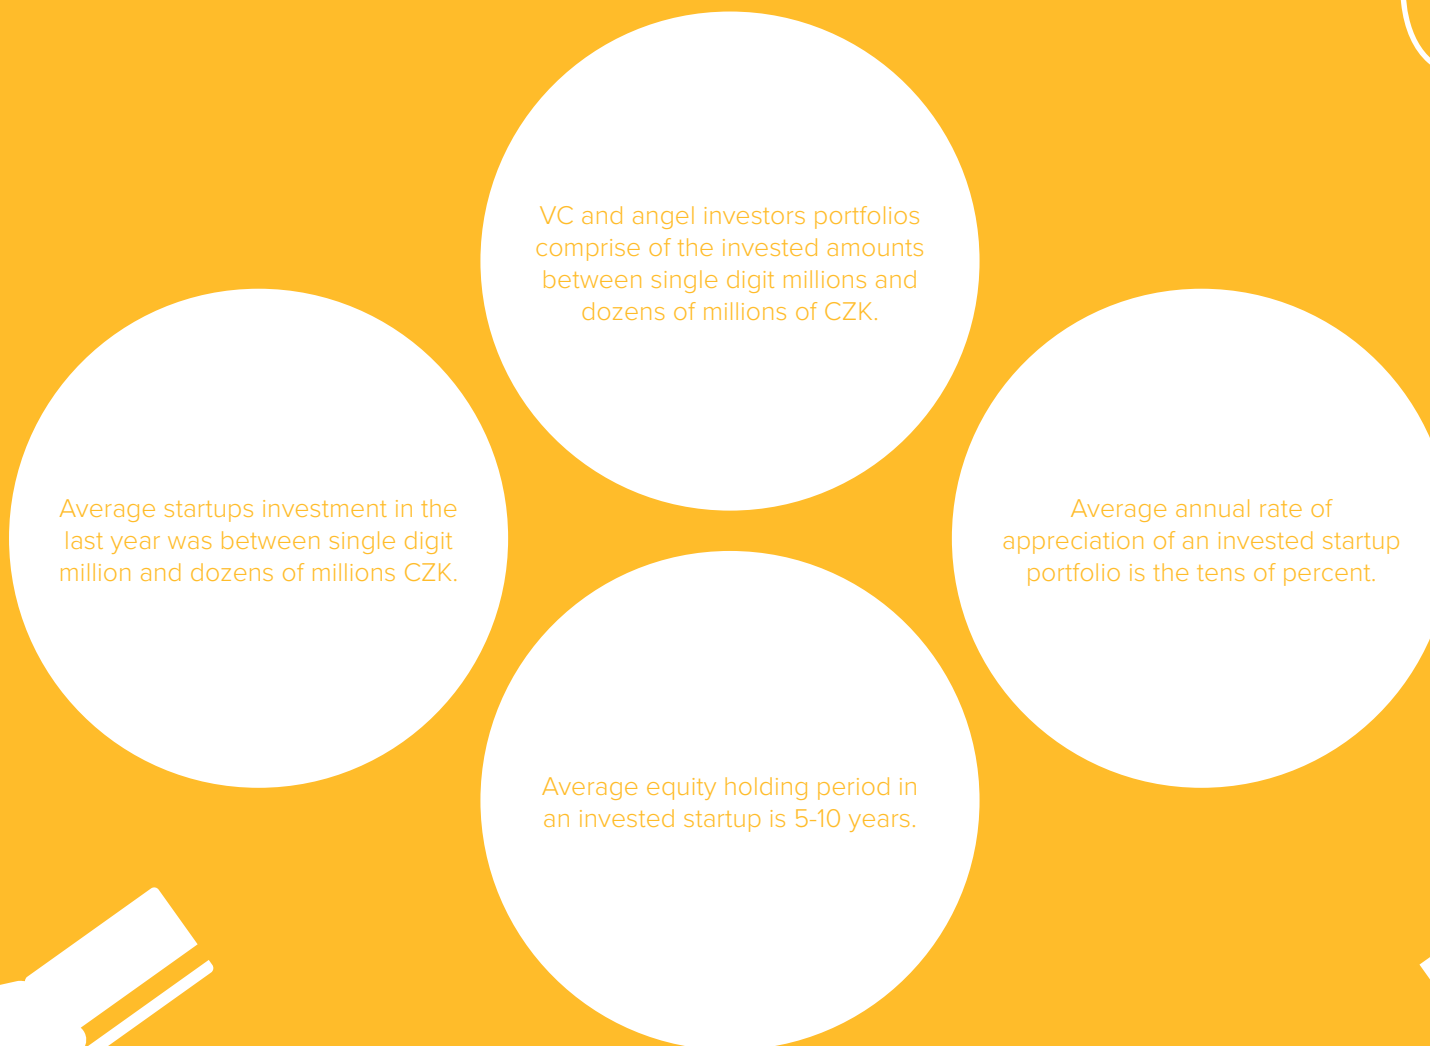 VC and angel investors portfolios
comprise of the invested amounts
between single digit millions and
dozens of millions of CZK.
Average startups investment in the
last year was between single digit
million and dozens of millions CZK.
Average annual rate of
appreciation of an invested startup
portfolio is the tens of percent.
Average equity holding period in
an invested startup is 5-10 years.